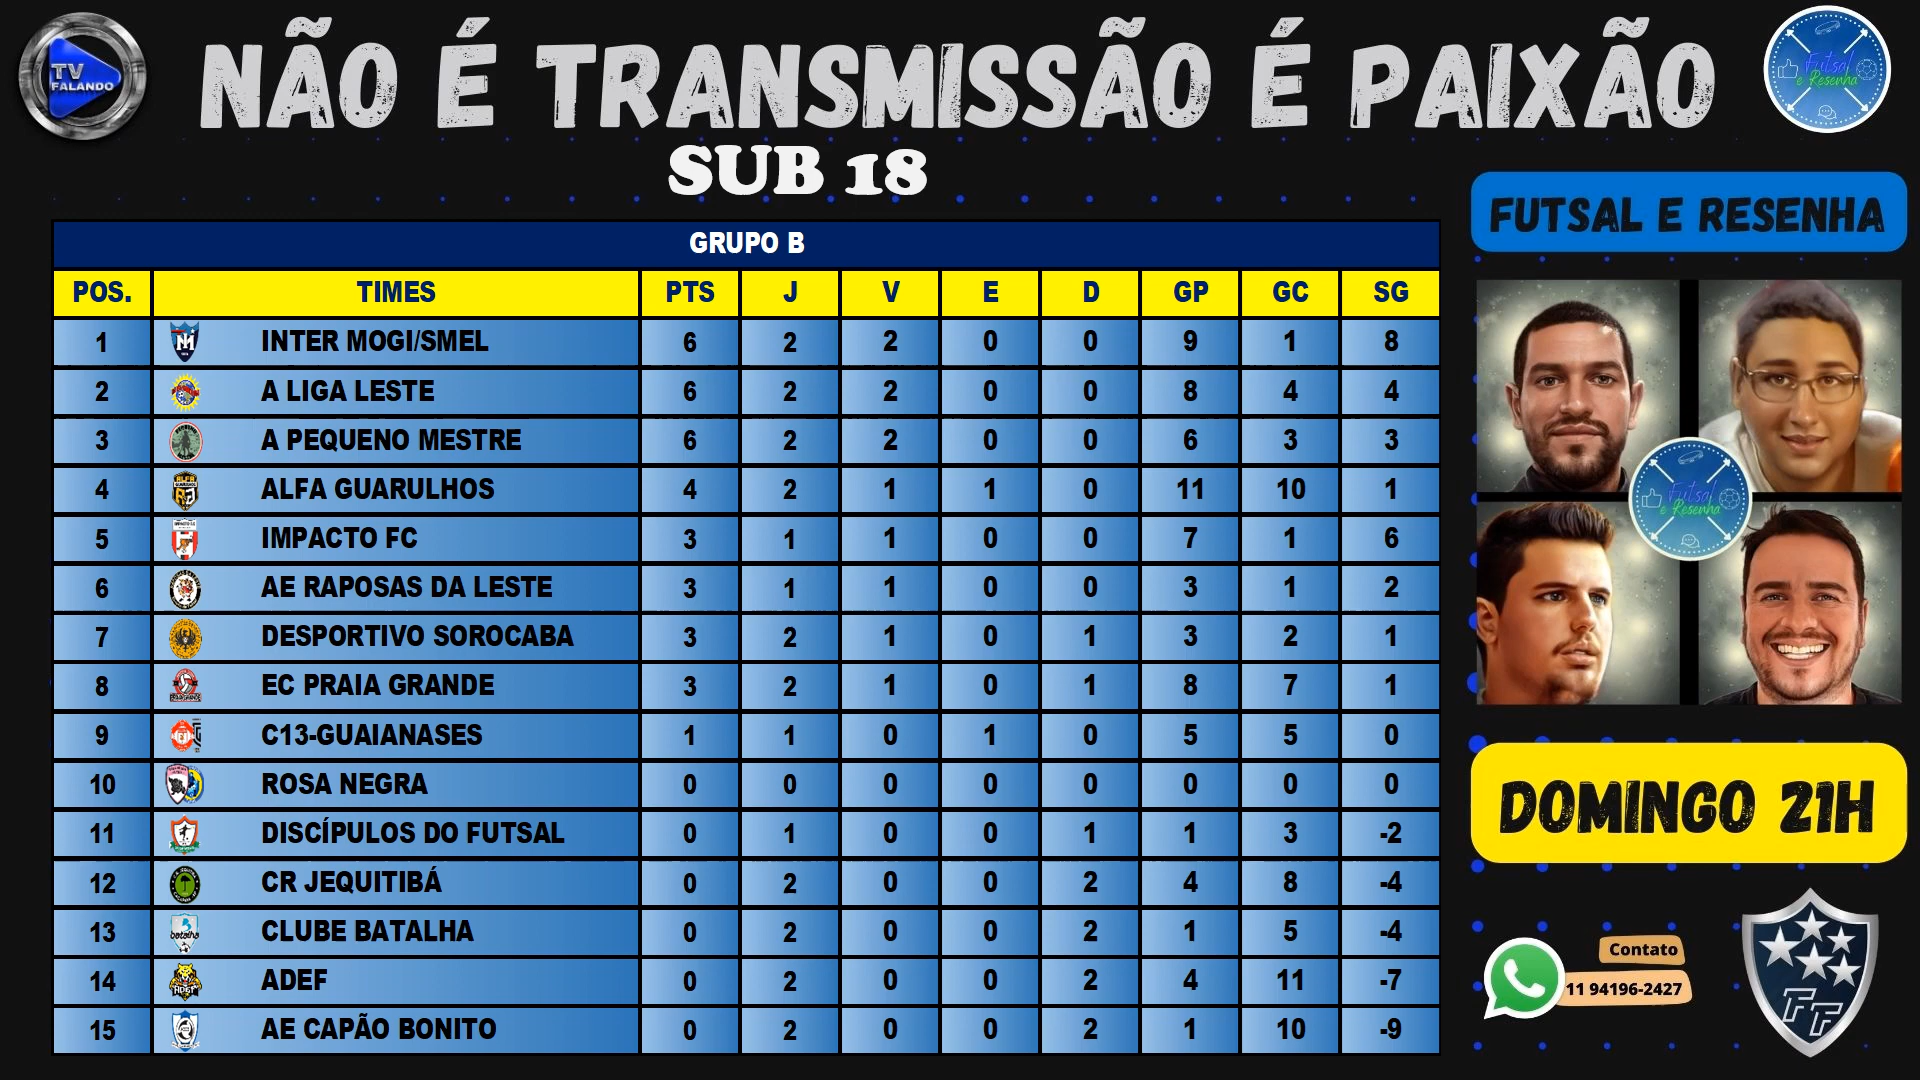 TV
FALANDO
NÃO É TRANSMISSÃO É PAIXÃO
Futsal
e Resenha
SUB 18
FUTSAL E RESENHA
GRUPO B
POS. TIMES PTS J V E D GP GC SG
1 INTER MOGI/SMEL 6 2 2 0 0 9 1 8
2 A LIGA LESTE 6 2 2 0 0 8 4 4
3 A PEQUENO MESTRE 6 2 2 0 0 6 3 3
4 ALFA GUARULHOS 4 2 1 1 0 11 10 1
5 IMPACTO FC 3 1 1 0 0 7 1 6
6 AE RAPOSAS DA LESTE 3 1 1 0 0 3 1 2
7 DESPORTIVO SOROCABA 3 2 1 0 1 3 2 1
8 EC PRAIA GRANDE 3 2 1 0 1 8 7 1
9 C13-GUAIANASES 1 1 0 1 0 5 5 0
10 ROSA NEGRA 0 0 0 0 0 0 0 0
11 DISCÍPULOS DO FUTSAL 0 1 0 0 1 1 3 -2
12 CR JEQUITIBÁ 0 2 0 0 2 4 8 -4
13 CLUBE BATALHA 0 2 0 0 2 1 5 -4
14 ADEF 0 2 0 0 2 4 11 -7
15 AE CAPÃO BONITO 0 2 0 0 2 1 10 -9
Futsal
e Resenha
DOMINGO 21H
Contato
11 94196-2427
FF